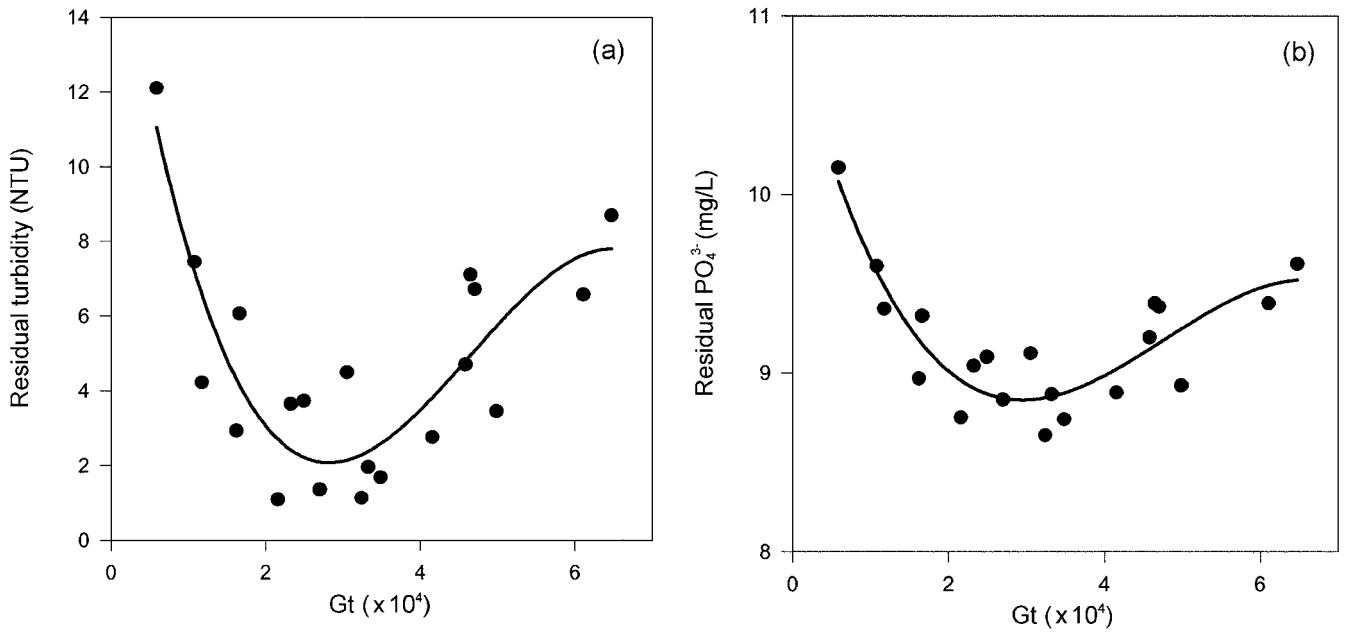 (a)
Residual turbidity (NTU)
14
12
10
8
6
4
2
0
0 2 4 6
Gt (x10⁴)
(b)
Residual PO₄³⁻ (mg/L)
11
10
9
8
0 2 4 6
Gt (x10⁴)